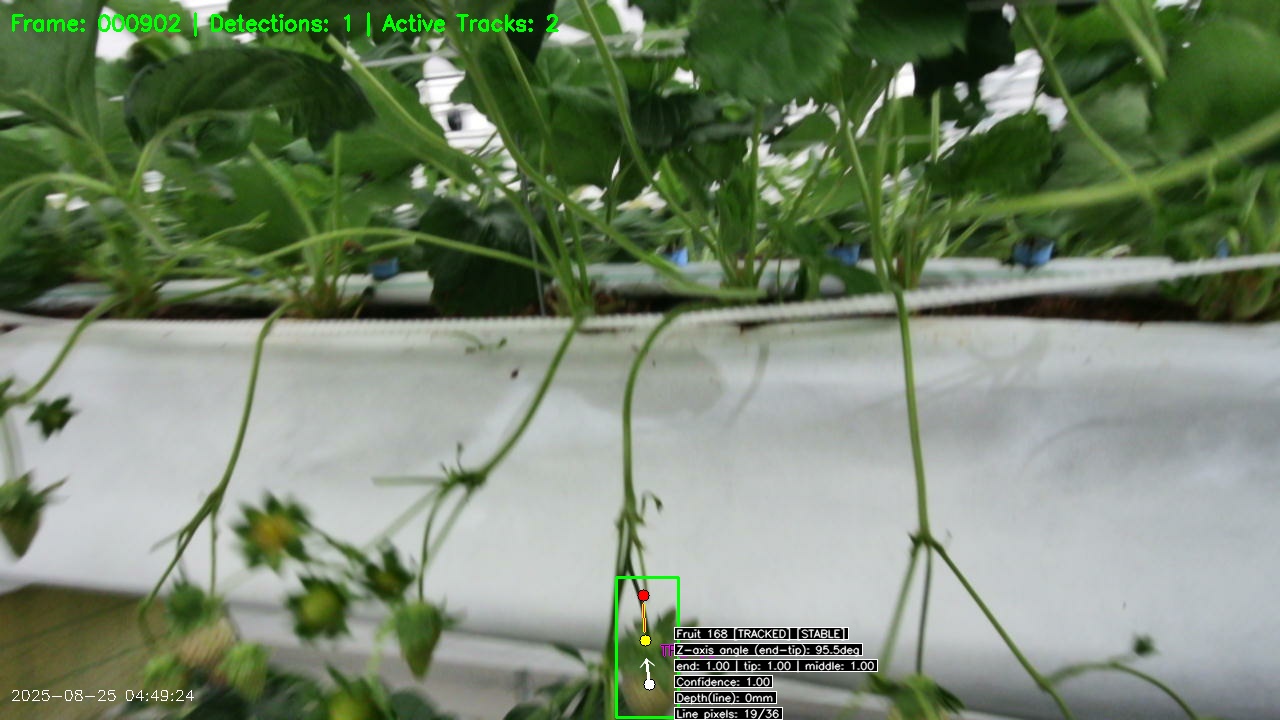 Frame: 000902 | Detections: 1 | Active Tracks: 2
Fruit 168 [TRACKED] [STABLE]
Z-axis angle (end-tip): 95.5deg
end: 1.00 | tip: 1.00 | middle: 1.00
Confidence: 1.00
Depth(line): 0mm
Line pixels: 19/36
2025-08-25 04:49:24